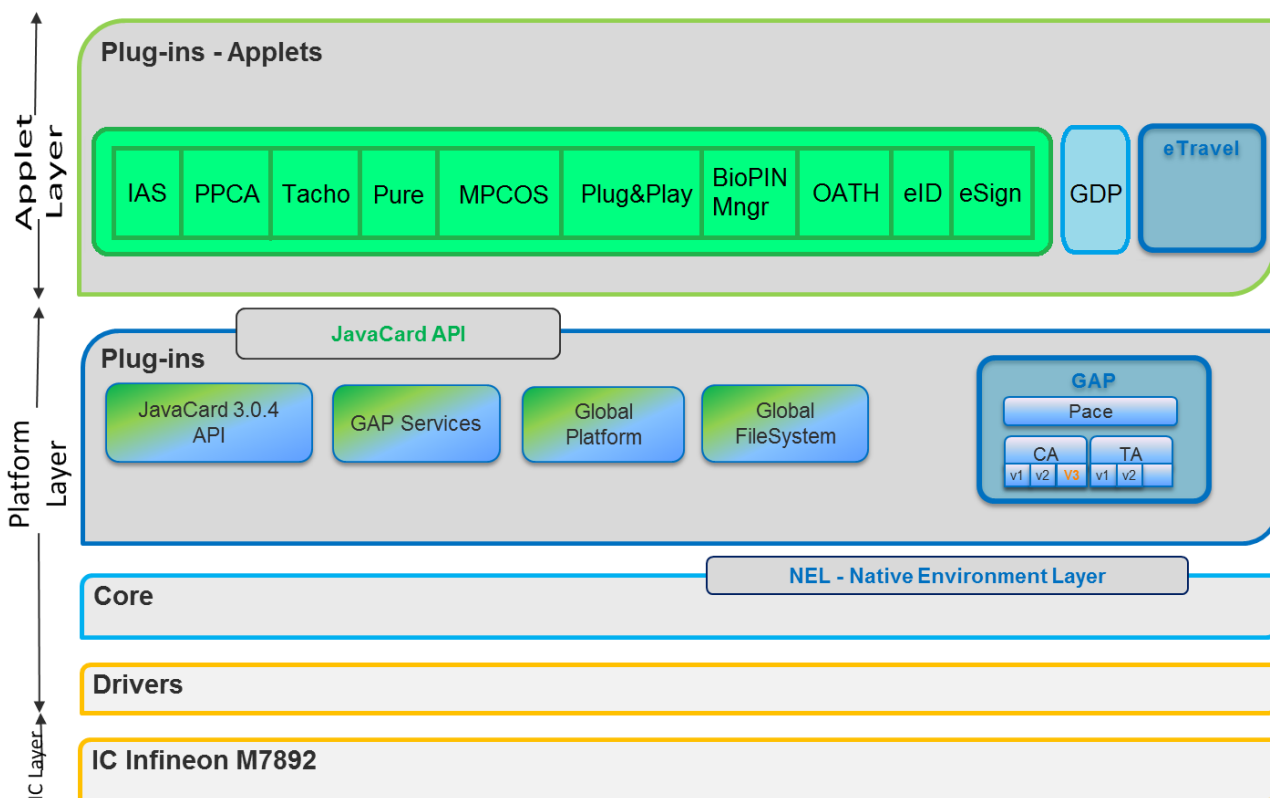 Plug-ins - Applets
Applet
Layer
IAS
PPCA
Tacho
Pure
MPCOS
Plug&Play
BioPIN
Mngr
OATH
eID
eSign
GDP
eTravel
JavaCard API
Plug-ins
Platform
Layer
JavaCard 3.0.4
API
GAP Services
Global
Platform
Global
FileSystem
GAP
Pace
CA
TA
v1
v2
V3
v1
v2
NEL - Native Environment Layer
Core
Drivers
IC Layer
IC Infineon M7892